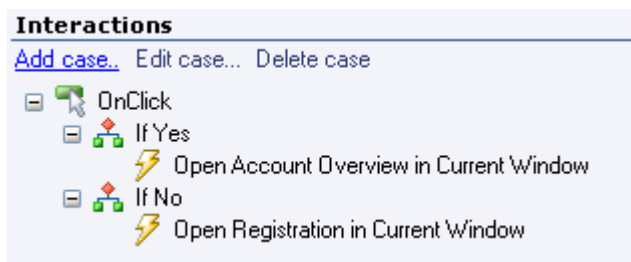 Interactions
Add case.. Edit case... Delete case
OnClick
If Yes
Open Account Overview in Current Window
If No
Open Registration in Current Window